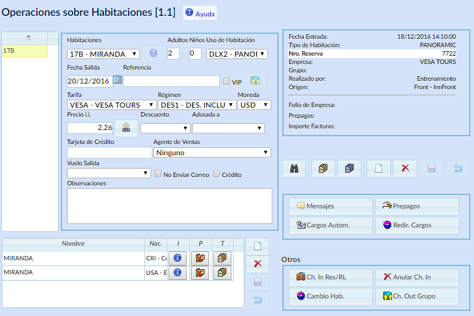 Operaciones sobre Habitaciones [1.1] Ayuda
17B
Habitaciones Adultos Niños Uso de Habitación
17B - MIRANDA 2 0 DLX2 - PANOI
Fecha Salida Referencia
20/12/2016 VIP
Tarifa Régimen Moneda
VESA - VESA TOURS DES1 - DES. INCLU USD
Precio i.i. Descuento Adosada a
2.26
Tarjeta de Crédito Agente de Ventas
Ninguno
Vuelo Salida
No Enviar Correo Crédito
Observaciones
Fecha Entrada: 18/12/2016 14:10:00
Tipo de Habitación: PANORAMIC
Nro. Reserva 7722
Empresa: VESA TOURS
Grupo:
Realizado por: Entrenamiento
Origen: Front - InnFront
Folio de Empresa:
Prepagos:
Importe Facturas:
Mensajes Prepagos
Cargos Autom. Redir. Cargos
Nombre Nac. I P T
MIRANDA CRI - C
MIRANDA USA - E
Otros
Ch. In Res/RL Anular Ch. In
Cambio Hab. Ch. Out Grupo